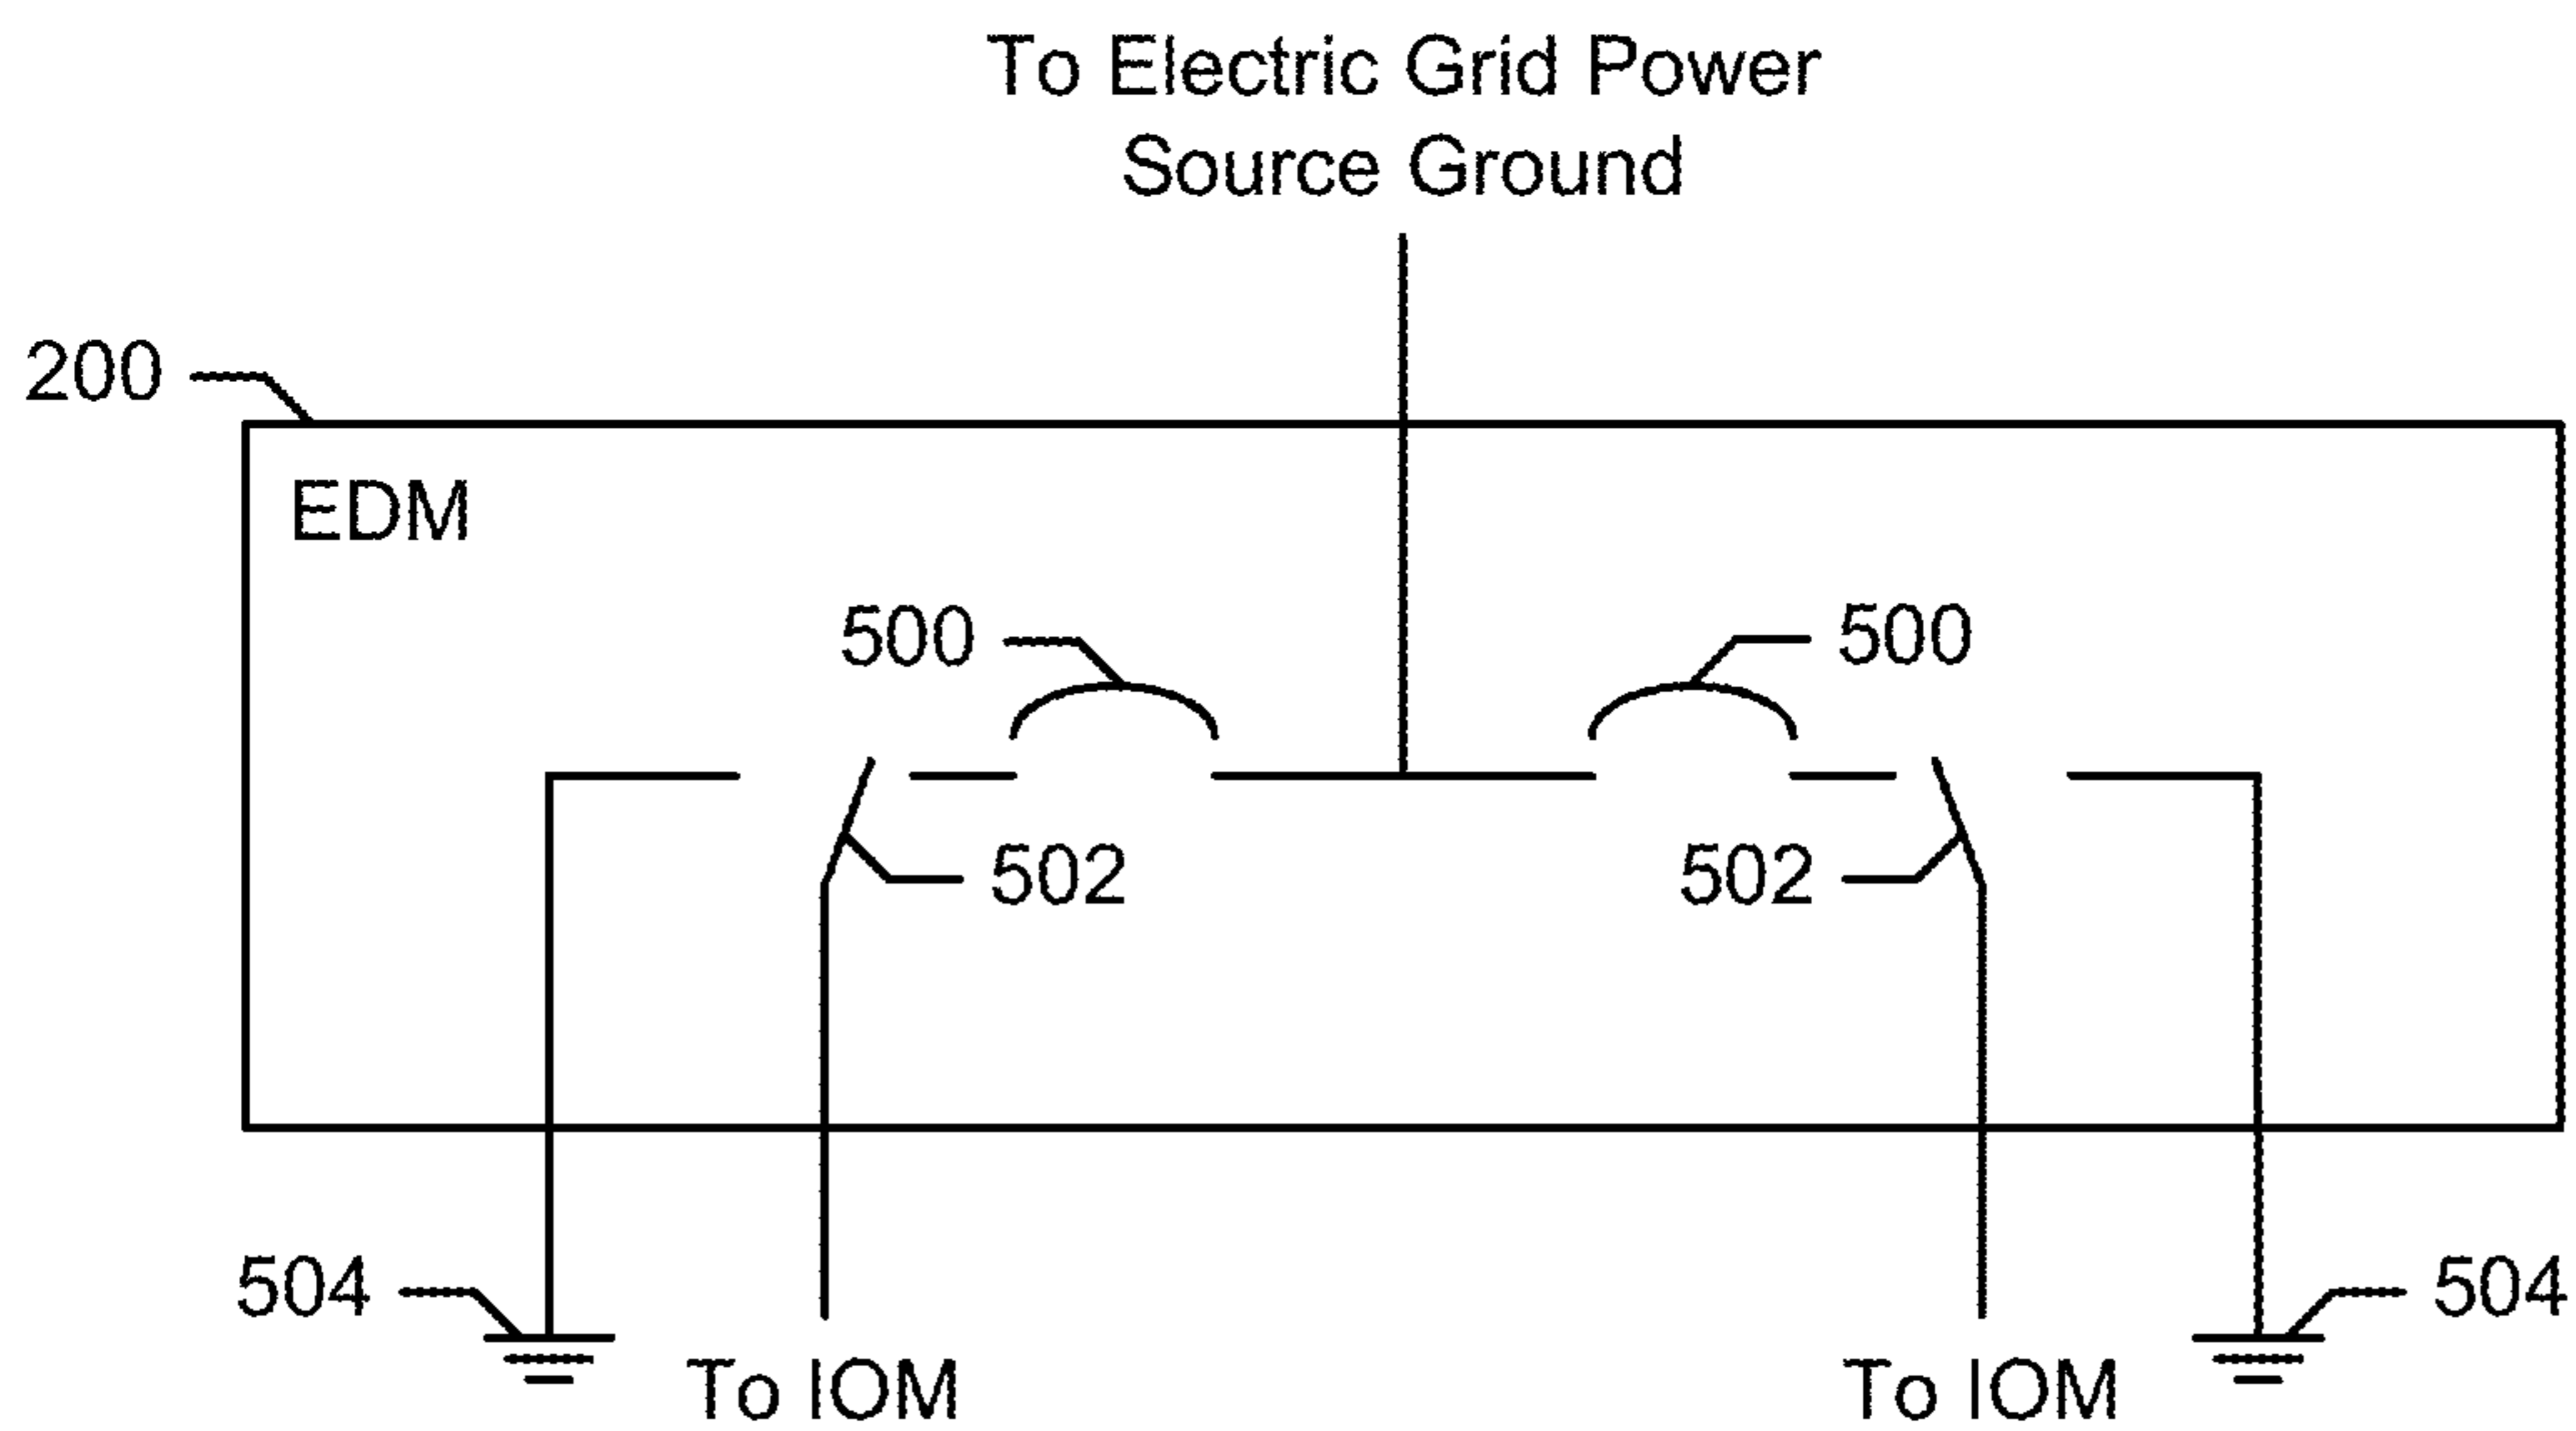 To Electric Grid Power
Source Ground
200
EDM
500
500
502
502
504
504
To IOM
To IOM